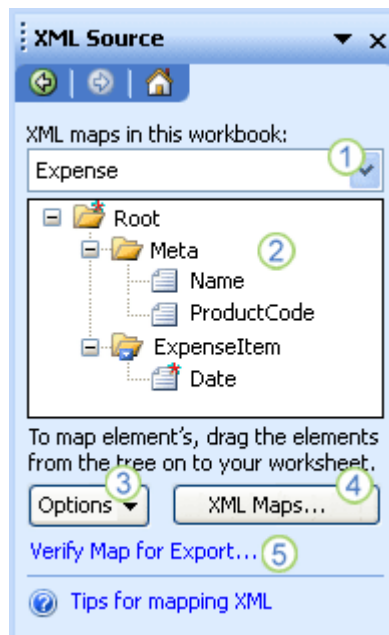 XML Source
XML maps in this workbook:
1
Expense
Root
Meta
2
Name
ProductCode
ExpenseItem
Date
To map element's, drag the elements
from the tree on to your worksheet.
3
4
Options
XML Maps...
Verify Map for Export...
5
Tips for mapping XML